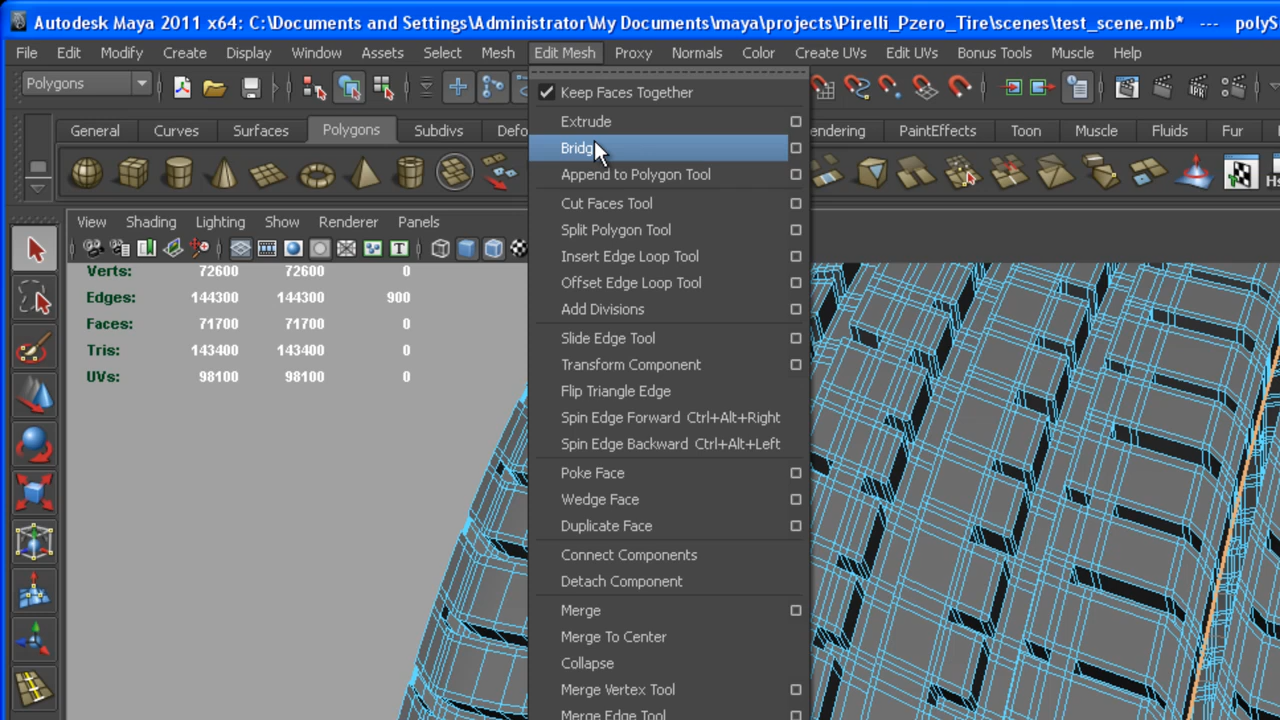 Autodesk Maya 2011 x64: C:\Documents and Settings\Administrator\My Documents\maya\projects\Pirelli_Pzero_Tire\scenes\test_scene.mb* --- polyS
File Edit Modify Create Display Window Assets Select Mesh Edit Mesh Proxy Normals Color Create UVs Edit UVs Bonus Tools Muscle Help
Polygons
General Curves Surfaces Polygons Subdivs Defo endering PaintEffects Toon Muscle Fluids Fur Hair
View Shading Lighting Show Renderer Panels
Verts: 72600 72600 0
Edges: 144300 144300 900
Faces: 71700 71700 0
Tris: 143400 143400 0
UVs: 98100 98100 0
Keep Faces Together
Extrude
Bridge
Append to Polygon Tool
Cut Faces Tool
Split Polygon Tool
Insert Edge Loop Tool
Offset Edge Loop Tool
Add Divisions
Slide Edge Tool
Transform Component
Flip Triangle Edge
Spin Edge Forward Ctrl+Alt+Right
Spin Edge Backward Ctrl+Alt+Left
Poke Face
Wedge Face
Duplicate Face
Connect Components
Detach Component
Merge
Merge To Center
Collapse
Merge Vertex Tool
Merge Edge Tool